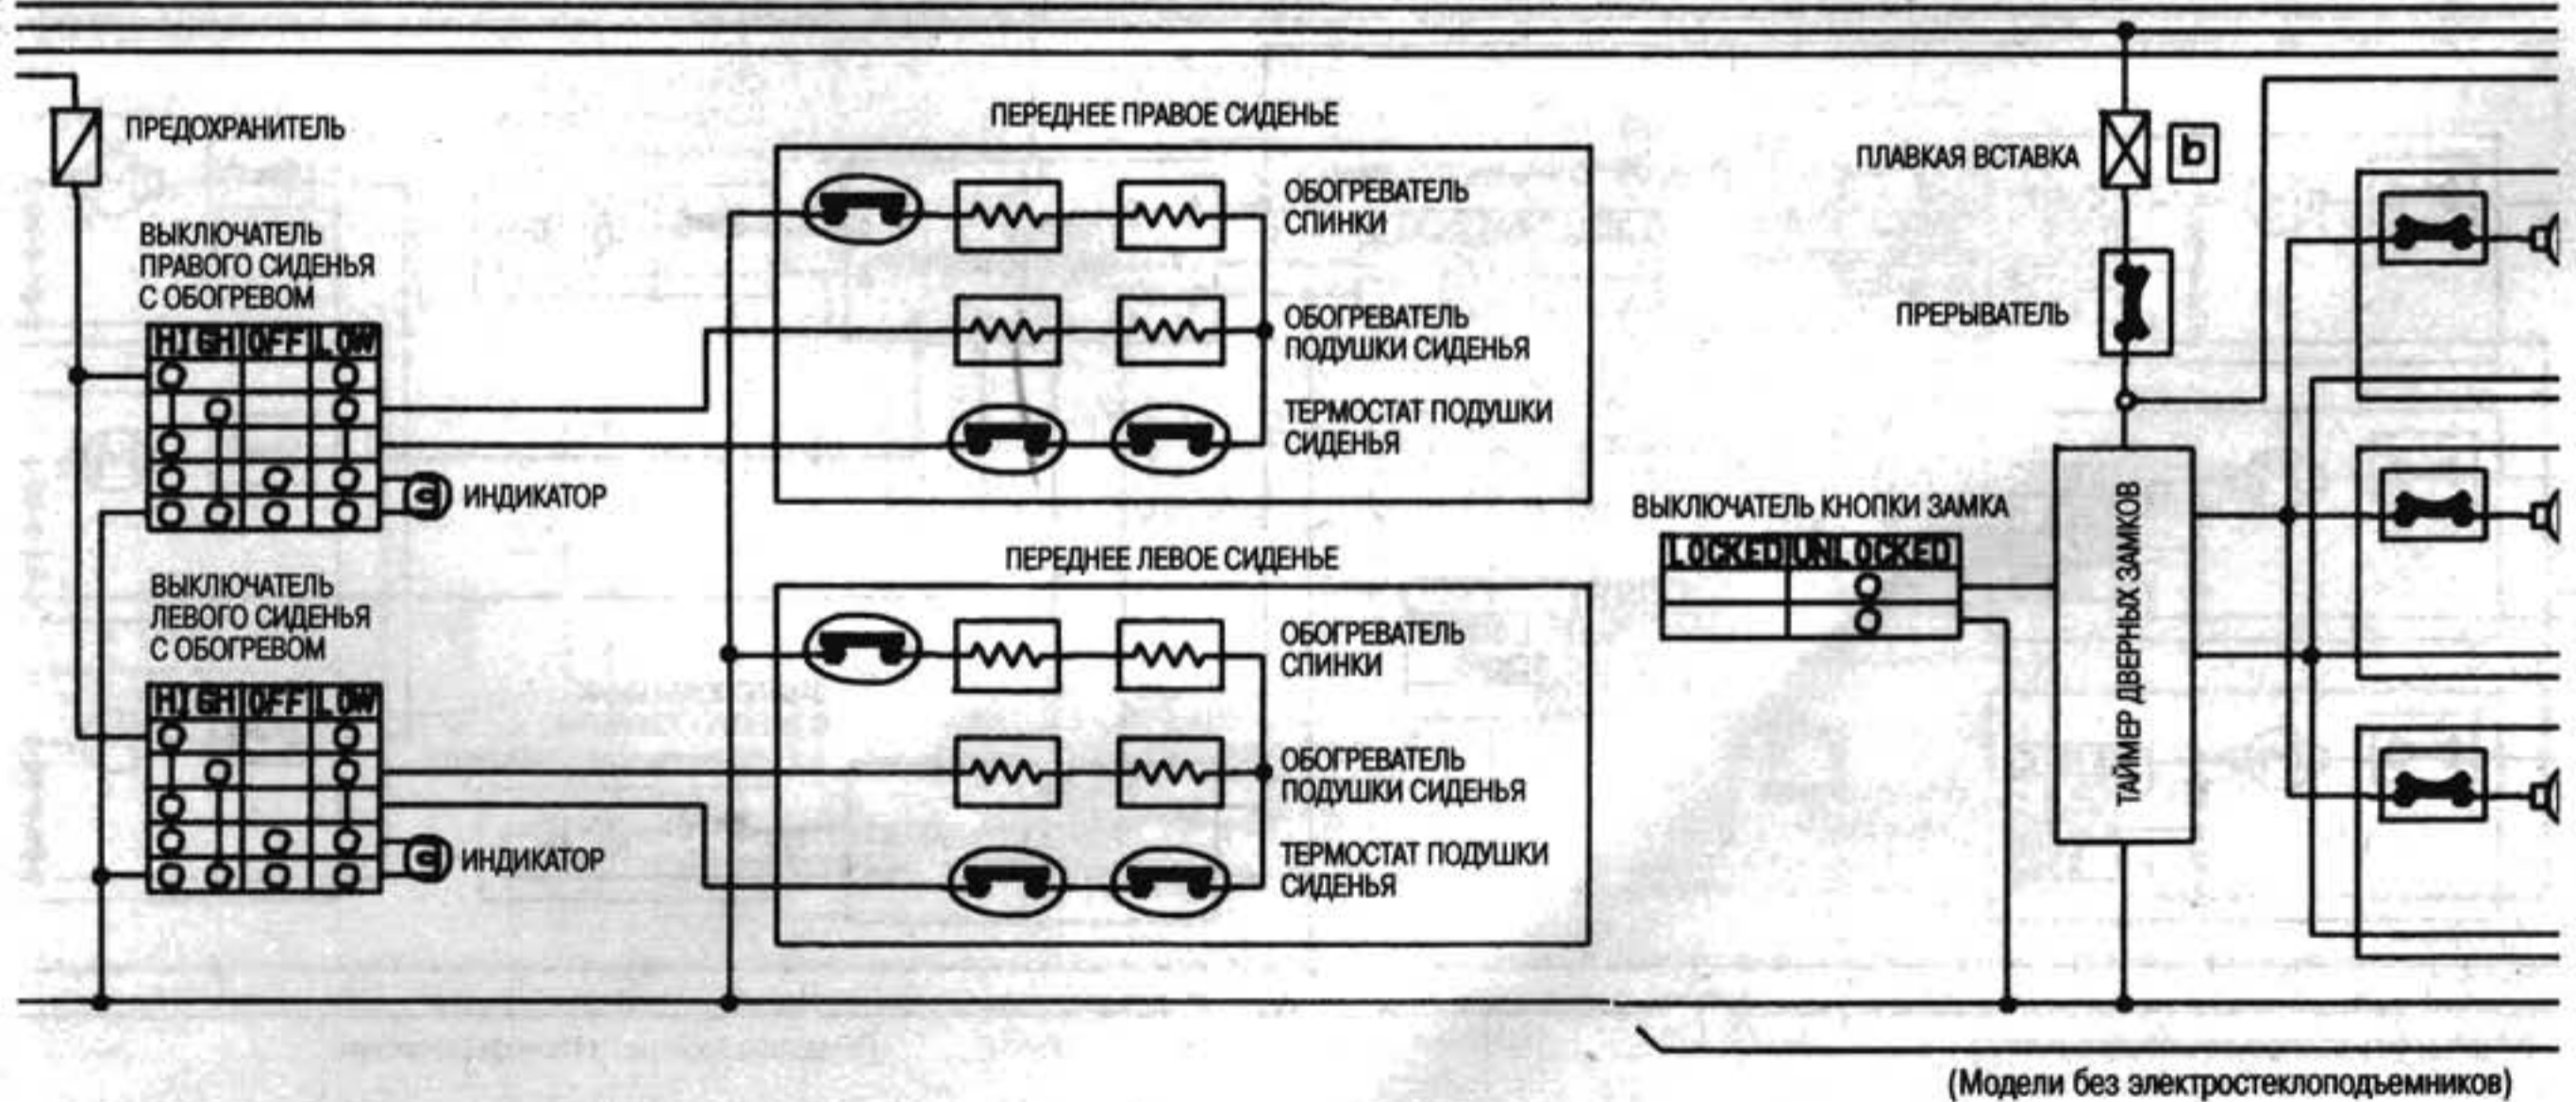 ПРЕДОХРАНИТЕЛЬ
ВЫКЛЮЧАТЕЛЬ
ПРАВОГО СИДЕНЬЯ
С ОБОГРЕВОМ
HIGH OFF LOW
ИНДИКАТОР
ВЫКЛЮЧАТЕЛЬ
ЛЕВОГО СИДЕНЬЯ
С ОБОГРЕВОМ
HIGH OFF LOW
ИНДИКАТОР
ПЕРЕДНЕЕ ПРАВОЕ СИДЕНЬЕ
ОБОГРЕВАТЕЛЬ
СПИНКИ
ОБОГРЕВАТЕЛЬ
ПОДУШКИ СИДЕНЬЯ
ТЕРМОСТАТ ПОДУШКИ
СИДЕНЬЯ
ПЕРЕДНЕЕ ЛЕВОЕ СИДЕНЬЕ
ОБОГРЕВАТЕЛЬ
СПИНКИ
ОБОГРЕВАТЕЛЬ
ПОДУШКИ СИДЕНЬЯ
ТЕРМОСТАТ ПОДУШКИ
СИДЕНЬЯ
ПЛАВКАЯ ВСТАВКА b
ПРЕРЫВАТЕЛЬ
ВЫКЛЮЧАТЕЛЬ КНОПКИ ЗАМКА
LOCKED UNLOCKED
ТАЙМЕР ДВЕРНЫХ ЗАМКОВ
(Модели без электростеклоподъемников)